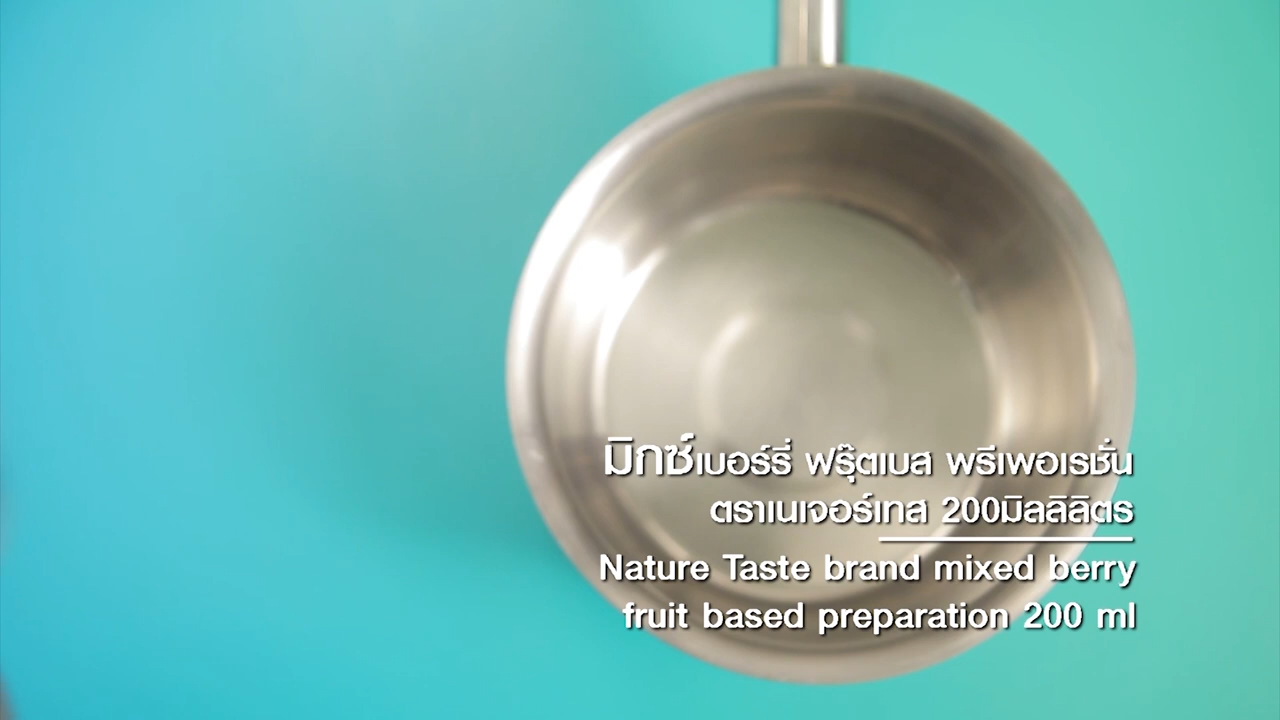 มิกซ์เบอร์รี่ ฟรุ๊ตเบส พรีเพอเรชั่น
ตราเนเจอร์เทส 200มิลลิลิตร
Nature Taste brand mixed berry
fruit based preparation 200 ml